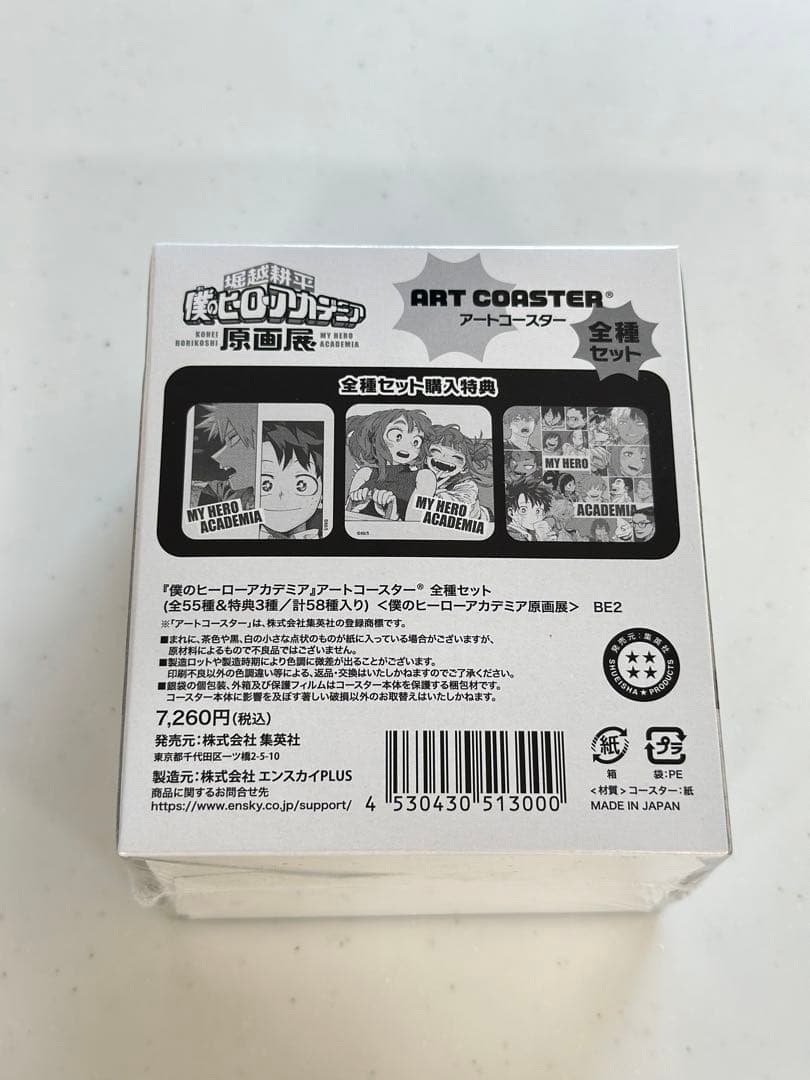 堀越耕平
僕のヒーローアカデミア
KOHEI HORIKOSHI 原画展 MY HERO ACADEMIA
ART COASTER®
アートコースター
全種
セット
全種セット購入特典
MY HERO
ACADEMIA
MY HERO
ACADEMIA
MY HERO
ACADEMIA
『僕のヒーローアカデミア』アートコースター® 全種セット
(全55種&特典3種/計58種入り) <僕のヒーローアカデミア原画展> BE2
※「アートコースター」は、株式会社集英社の登録商標です。
■まれに、茶色や黒、白の小さな点状のものが紙に入っている場合がございますが、
原材料によるもので不良品ではございません。
■製造ロットや製造時期により色調に微差が出ることがございます。
印刷不良以外の色調違い等による、返品・交換はいたしかねますのでご了承ください。
■銀袋の個包装、外箱及び保護フィルムはコースター本体を保護する梱包材です。
コースター本体に影響を及ぼす著しい破損以外のお取替えはいたしかねます。
発売元:集英社
SHUEISHA★PRODUCTS
7,260円(税込)
発売元:株式会社 集英社
東京都千代田区一ツ橋2-5-10
製造元:株式会社 エンスカイPLUS
商品に関するお問合せ先
https://www.ensky.co.jp/support/
4 530430 513000
紙
箱
プラ
袋:PE
<材質>コースター:紙
MADE IN JAPAN